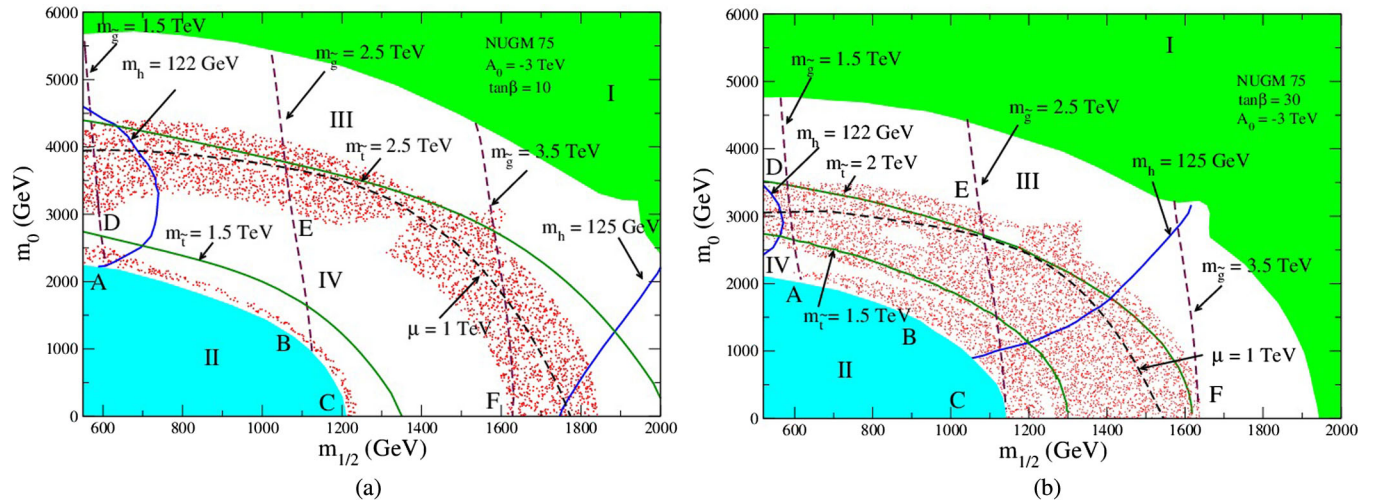 6000
5000
4000
3000
2000
1000
0
m0 (GeV)
600
800
1000
1200
1400
1600
1800
2000
m1/2 (GeV)
mg̃ = 1.5 TeV
mh = 122 GeV
mg̃ = 2.5 TeV
NUGM 75
A0 = -3 TeV
tanβ = 10
I
III
mt̃ = 2.5 TeV
mg̃ = 3.5 TeV
D
E
mh = 125 GeV
mt̃ = 1.5 TeV
IV
A
μ = 1 TeV
B
II
C
F
(a)
6000
5000
4000
3000
2000
1000
0
m0 (GeV)
600
800
1000
1200
1400
1600
1800
2000
m1/2 (GeV)
I
mg̃ = 1.5 TeV
NUGM 75
tanβ = 30
A0 = -3 TeV
mg̃ = 2.5 TeV
mh = 122 GeV
D
mt̃ = 2 TeV
mh = 125 GeV
E
III
IV
mg̃ = 3.5 TeV
A
mt̃ = 1.5 TeV
B
μ = 1 TeV
II
C
F
(b)